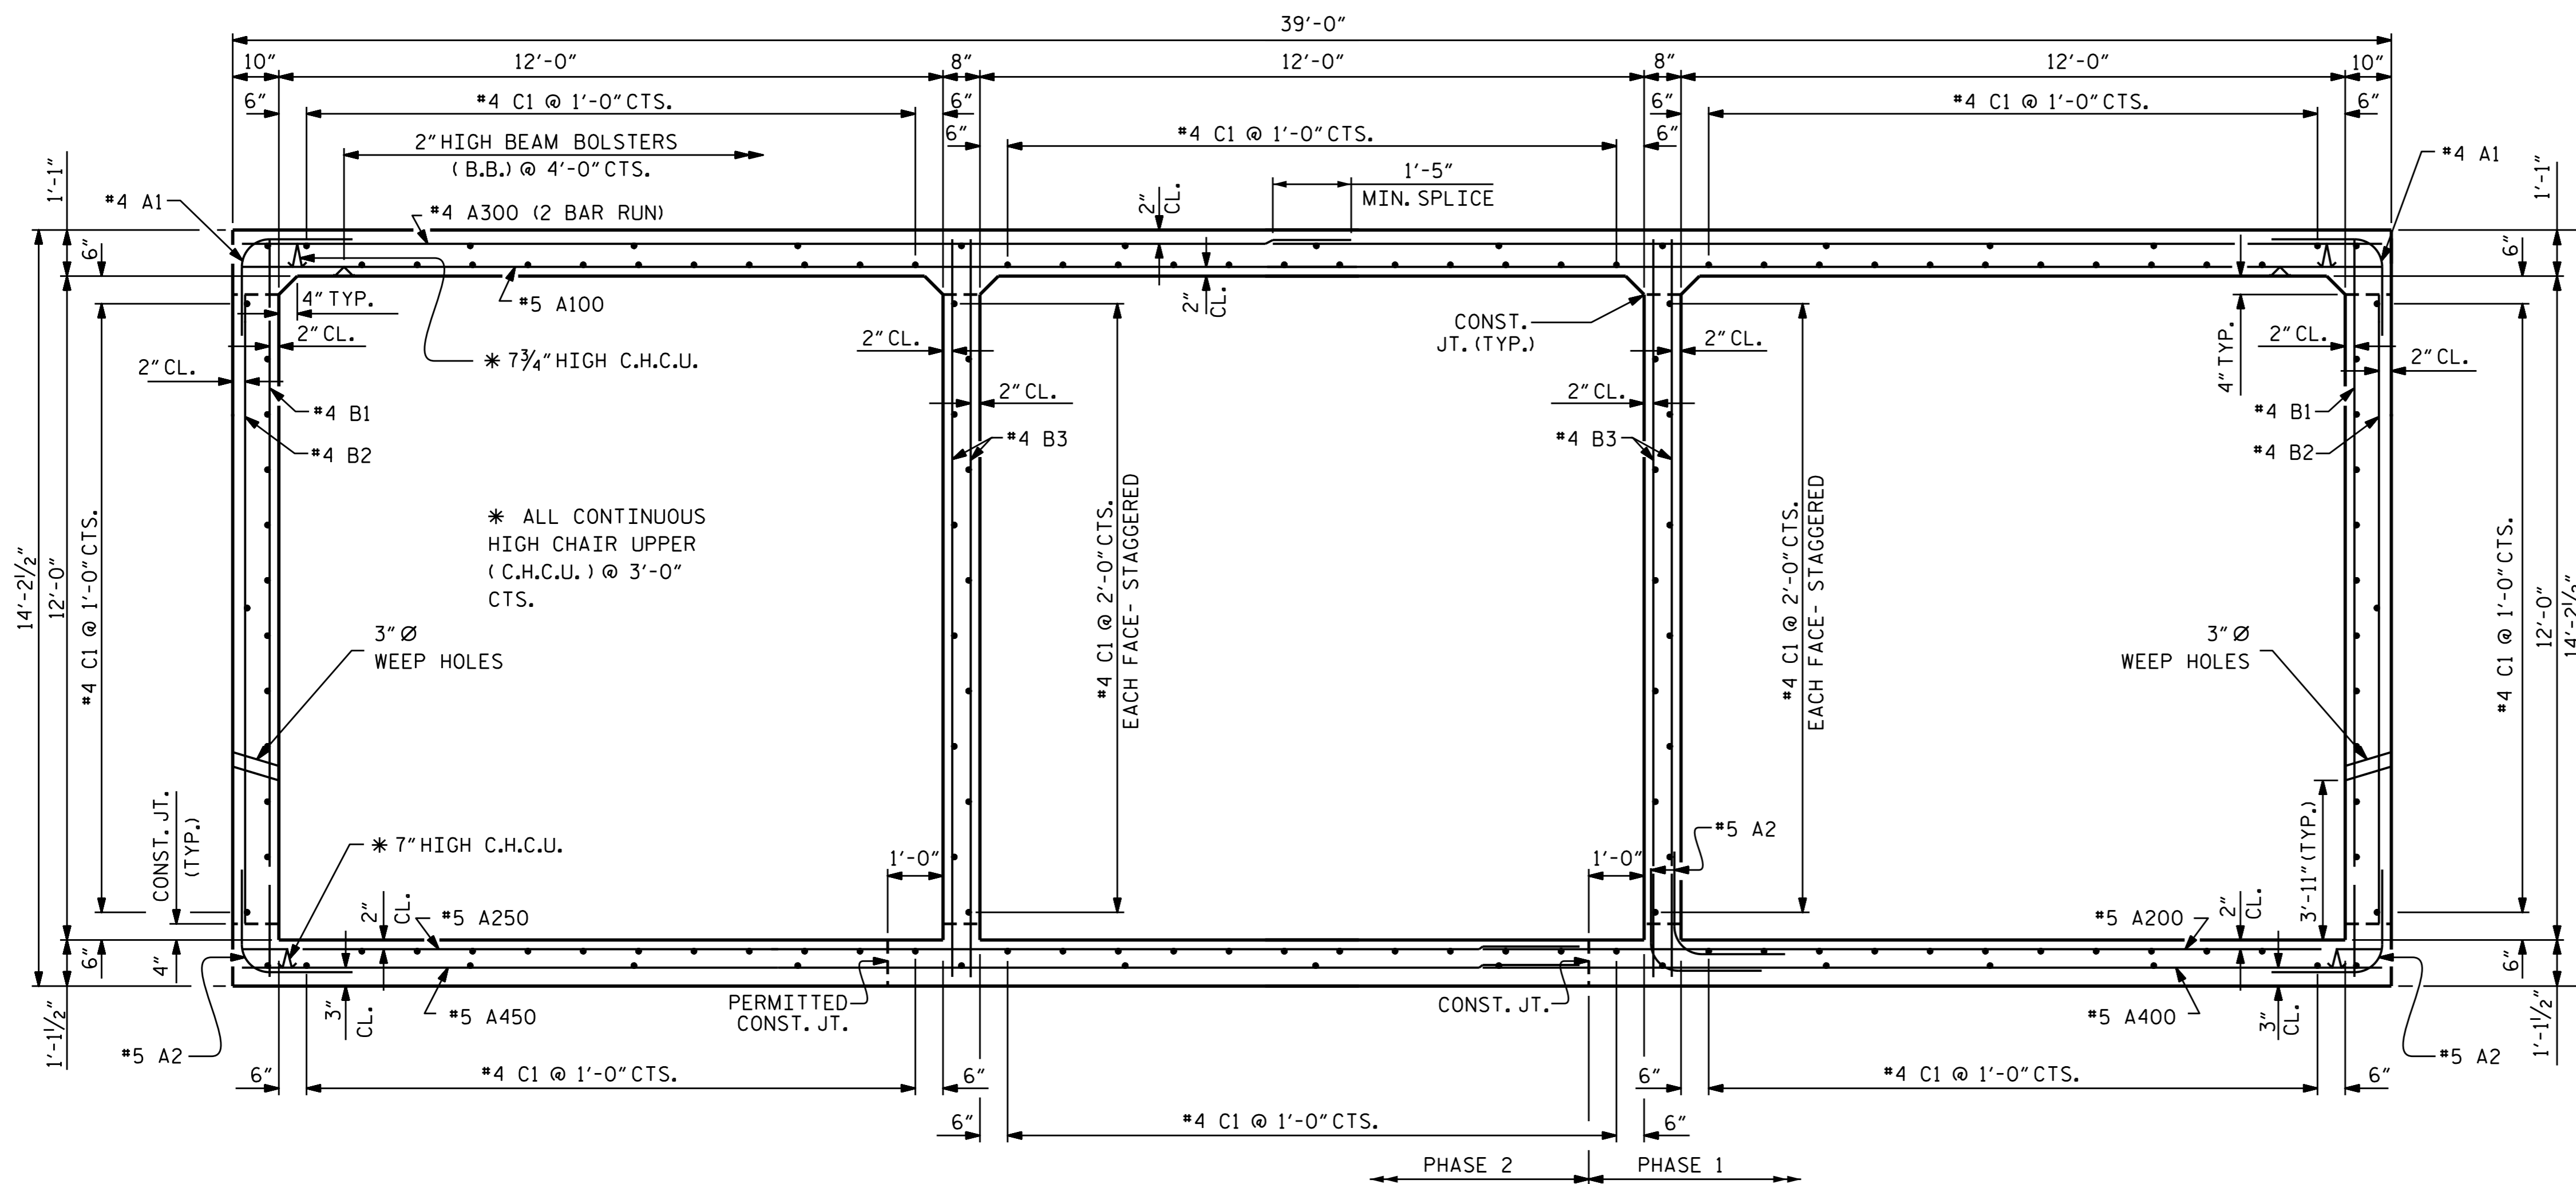 39'-0"
10" 12'-0" 8" 12'-0" 8" 12'-0" 10"
6" #4 C1 @ 1'-0" CTS. 6" 6" #4 C1 @ 1'-0" CTS. 6"
6" #4 C1 @ 1'-0" CTS. 6"
2" HIGH BEAM BOLSTERS
(B.B.) @ 4'-0" CTS.
1'-5"
MIN. SPLICE
1'-1"
#4 A1
#4 A300 (2 BAR RUN)
2"
CL.
#4 A1
1'-1"
6"
6"
4" TYP.
#5 A100
2"
CL.
2" CL.
2" CL.
✳ 7¾" HIGH C.H.C.U.
2" CL.
2" CL.
CONST.
JT. (TYP.)
2" CL.
2" CL.
4" TYP.
2" CL.
2" CL.
#4 B1
#4 B2
#4 B3
#4 B3
#4 B1
#4 B2
✳ ALL CONTINUOUS
HIGH CHAIR UPPER
(C.H.C.U.) @ 3'-0"
CTS.
14'-2½"
12'-0"
#4 C1 @ 1'-0" CTS.
#4 C1 @ 2'-0" CTS.
EACH FACE- STAGGERED
#4 C1 @ 2'-0" CTS.
EACH FACE- STAGGERED
#4 C1 @ 1'-0" CTS.
12'-0"
14'-2½"
3" Ø
WEEP HOLES
3" Ø
WEEP HOLES
CONST. JT.
(TYP.)
✳ 7" HIGH C.H.C.U.
1'-0"
1'-0"
#5 A2
3'-11" (TYP.)
2"
CL.
#5 A250
#5 A200
2"
CL.
6"
4"
6"
1'-1½"
3"
CL.
#5 A450
PERMITTED
CONST. JT.
CONST. JT.
#5 A400
3"
CL.
1'-1½"
#5 A2
#5 A2
6" #4 C1 @ 1'-0" CTS. 6" 6" #4 C1 @ 1'-0" CTS. 6"
6" #4 C1 @ 1'-0" CTS. 6"
PHASE 2 PHASE 1